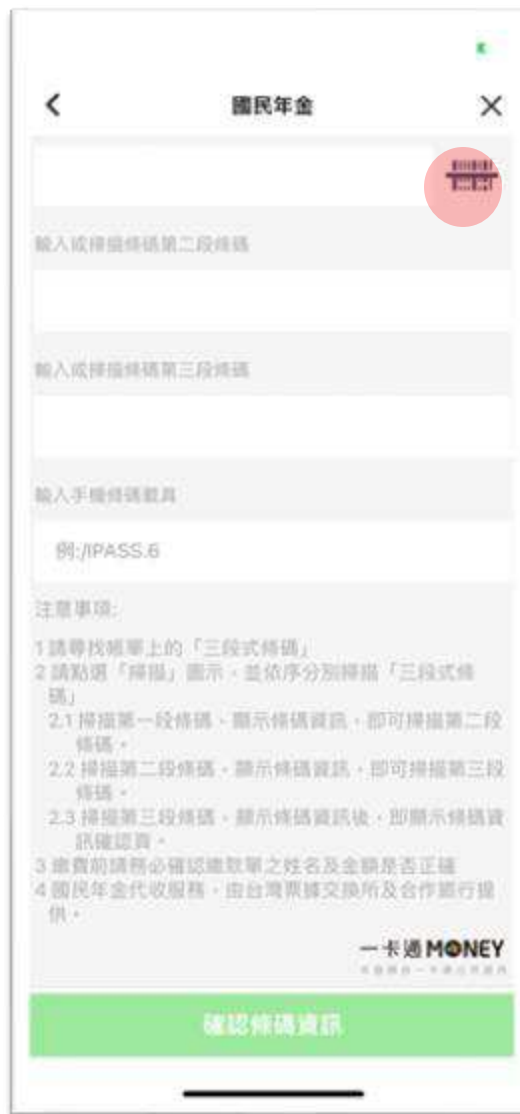 國民年金
輸入或掃描條碼第二段條碼
輸入或掃描條碼第三段條碼
輸入手機條碼載具
例:/IPASS.6
注意事項:
1 請尋找帳單上的「三段式條碼」
2 請點選「掃描」圖示，並依序分別掃描「三段式條
碼」
2.1 掃描第一段條碼，顯示條碼資訊，即可掃描第二段
條碼。
2.2 掃描第二段條碼，顯示條碼資訊，即可掃描第三段
條碼。
2.3 掃描第三段條碼，顯示條碼資訊後，即顯示條碼資
訊確認頁。
3 繳費前請務必確認繳款單之姓名及金額是否正確
4 國民年金代收服務，由台灣票據交換所及合作銀行提
供。
一卡通 MONEY
確認條碼資訊